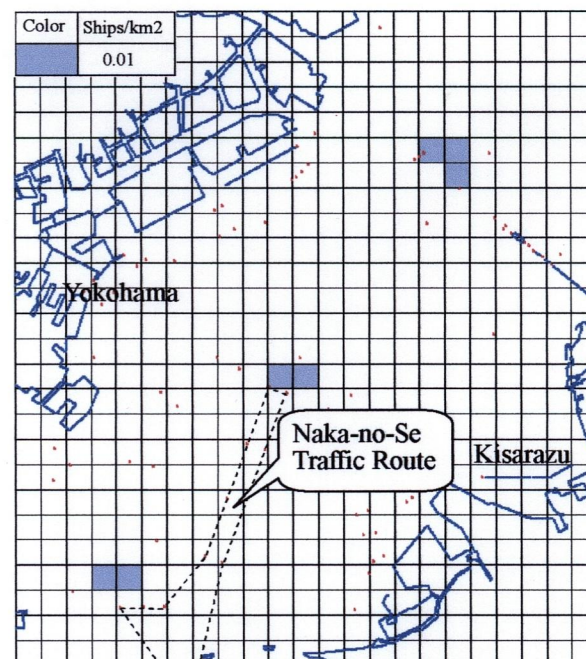 Color Ships/km2
0.01
Yokohama
Naka-no-Se
Traffic Route
Kisarazu